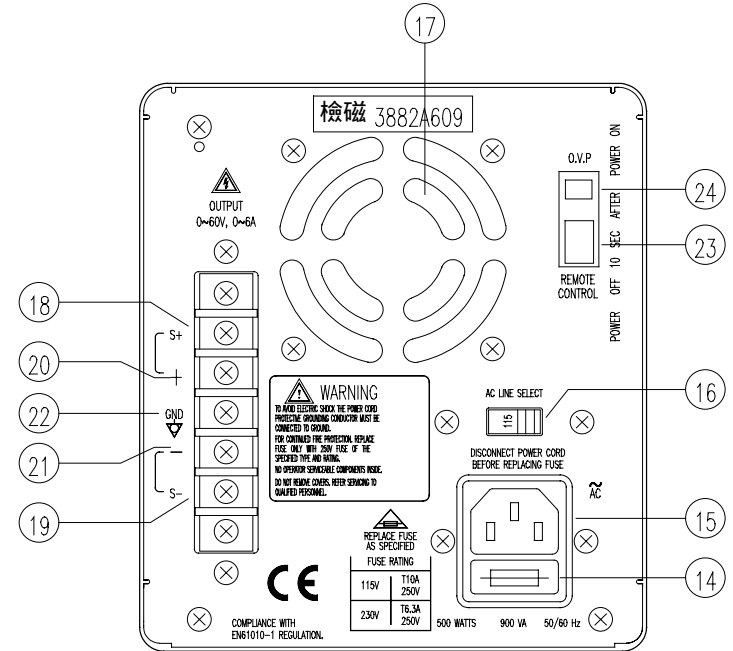 17
檢磁 3882A609
OUTPUT
0~60V, 0~6A
O.V.P
REMOTE
CONTROL
POWER OFF 10 SEC AFTER POWER ON
24
23
18
S+
20
+
22
GND
21
—
S-
19
WARNING
TO AVOID ELECTRIC SHOCK THE POWER CORD
PROTECTIVE GROUNDING CONDUCTOR MUST BE
CONNECTED TO GROUND.
FOR CONTINUED FIRE PROTECTION. REPLACE
FUSE ONLY WITH 250V FUSE OF THE
SPECIFIED TYPE AND RATING.
NO OPERATOR SERVICEABLE COMPONENTS INSIDE.
DO NOT REMOVE COVERS. REFER SERVICING TO
QUALIFIED PERSONNEL.
AC LINE SELECT
115
16
DISCONNECT POWER CORD
BEFORE REPLACING FUSE
~
AC
15
14
REPLACE FUSE
AS SPECIFIED
FUSE RATING
115V T10A 250V
230V T6.3A 250V
CE
COMPLIANCE WITH
EN61010-1 REGULATION.
500 WATTS 900 VA 50/60 Hz